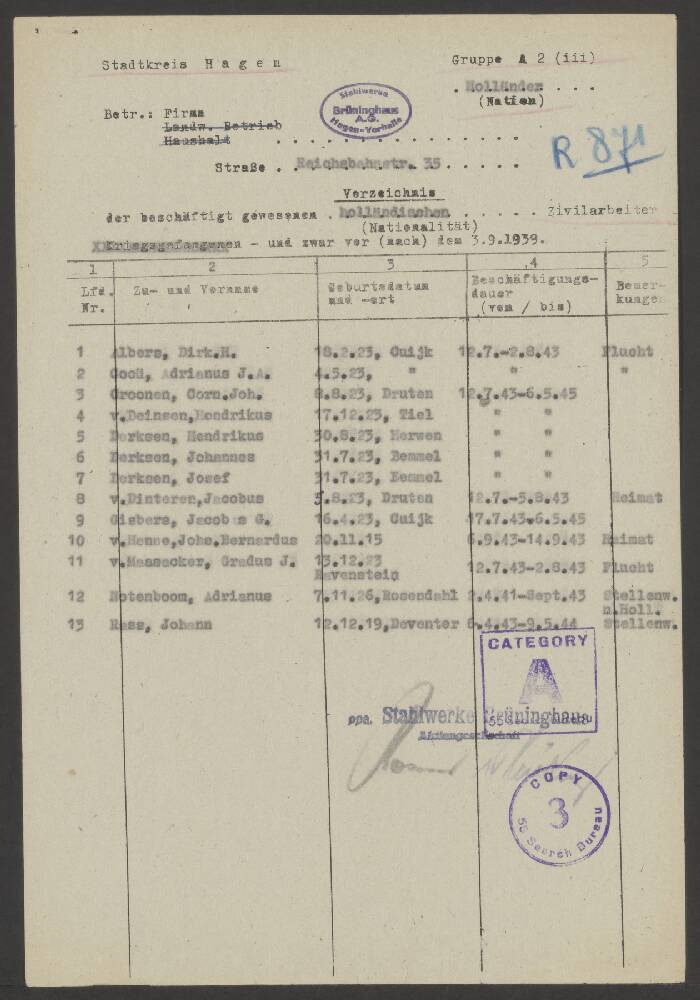 Stadtkreis Hagen
Gruppe A 2 (iii)
Holländer
(Nation)
Betr.: Firma
Landw. Betrieb
Haushalt
Stahlwerke
Brüninghaus
A.G.
Hagen-Vorhalle
R 871
Straße . . Reichsbahnstr. 35 . . . . .
Verzeichnis
der beschäftigt gewesenen . holländischen . . . . . . Zivilarbeiter
(Nationalität)
Kriegsgefangenen - und zwar vor (nach) dem 3.9.1939.
1 2 3 4 5
Lfd. Nr. Zu- und Vorname Geburtsdatum und -ort Beschäftigungs-dauer (vom / bis) Bemer-kunge
1 Albers, Dirk.H. 18.2.23, Cuijk 12.7.-2.8.43 Flucht
2 Adrianus J.A. 4.5.23, " " "
3 Croonen, Corn.Joh. 8.8.23, Druten 12.7.43-6.5.45
4 v.Deinsen,Hendrikus 17.12.23, Tiel " "
5 Derksen, Hendrikus 30.8.23, Herwen " "
6 Derksen, Johannes 31.7.23, Bemmel " "
7 Derksen, Josef 31.7.23, Bemmel " "
8 v.Dinteren,Jacobus 3.8.23, Druten 12.7.-5.8.43 Heimat
9 Gisbers, Jacobus G. 16.4.23, Cuijk 17.7.43-6.5.45
10 v.Henne,Johs.Bernardus 20.11.15 6.9.43-14.9.43 Heimat
11 v.Maasacker, Gradus J. 13.12.23 Ravenstein 12.7.43-2.8.43 Flucht
12 Notenboom, Adrianus 7.11.26,Rosendahl 2.4.41-Sept.43 Stellenw. n.Holl.
13 Rass, Johann 12.12.19,Deventer 6.4.43-9.5.44 Stellenw.
CATEGORY
A
ppa. Stahlwerke Brüninghaus
Aktiengesellschaft
COPY
3
55 Search Bureau